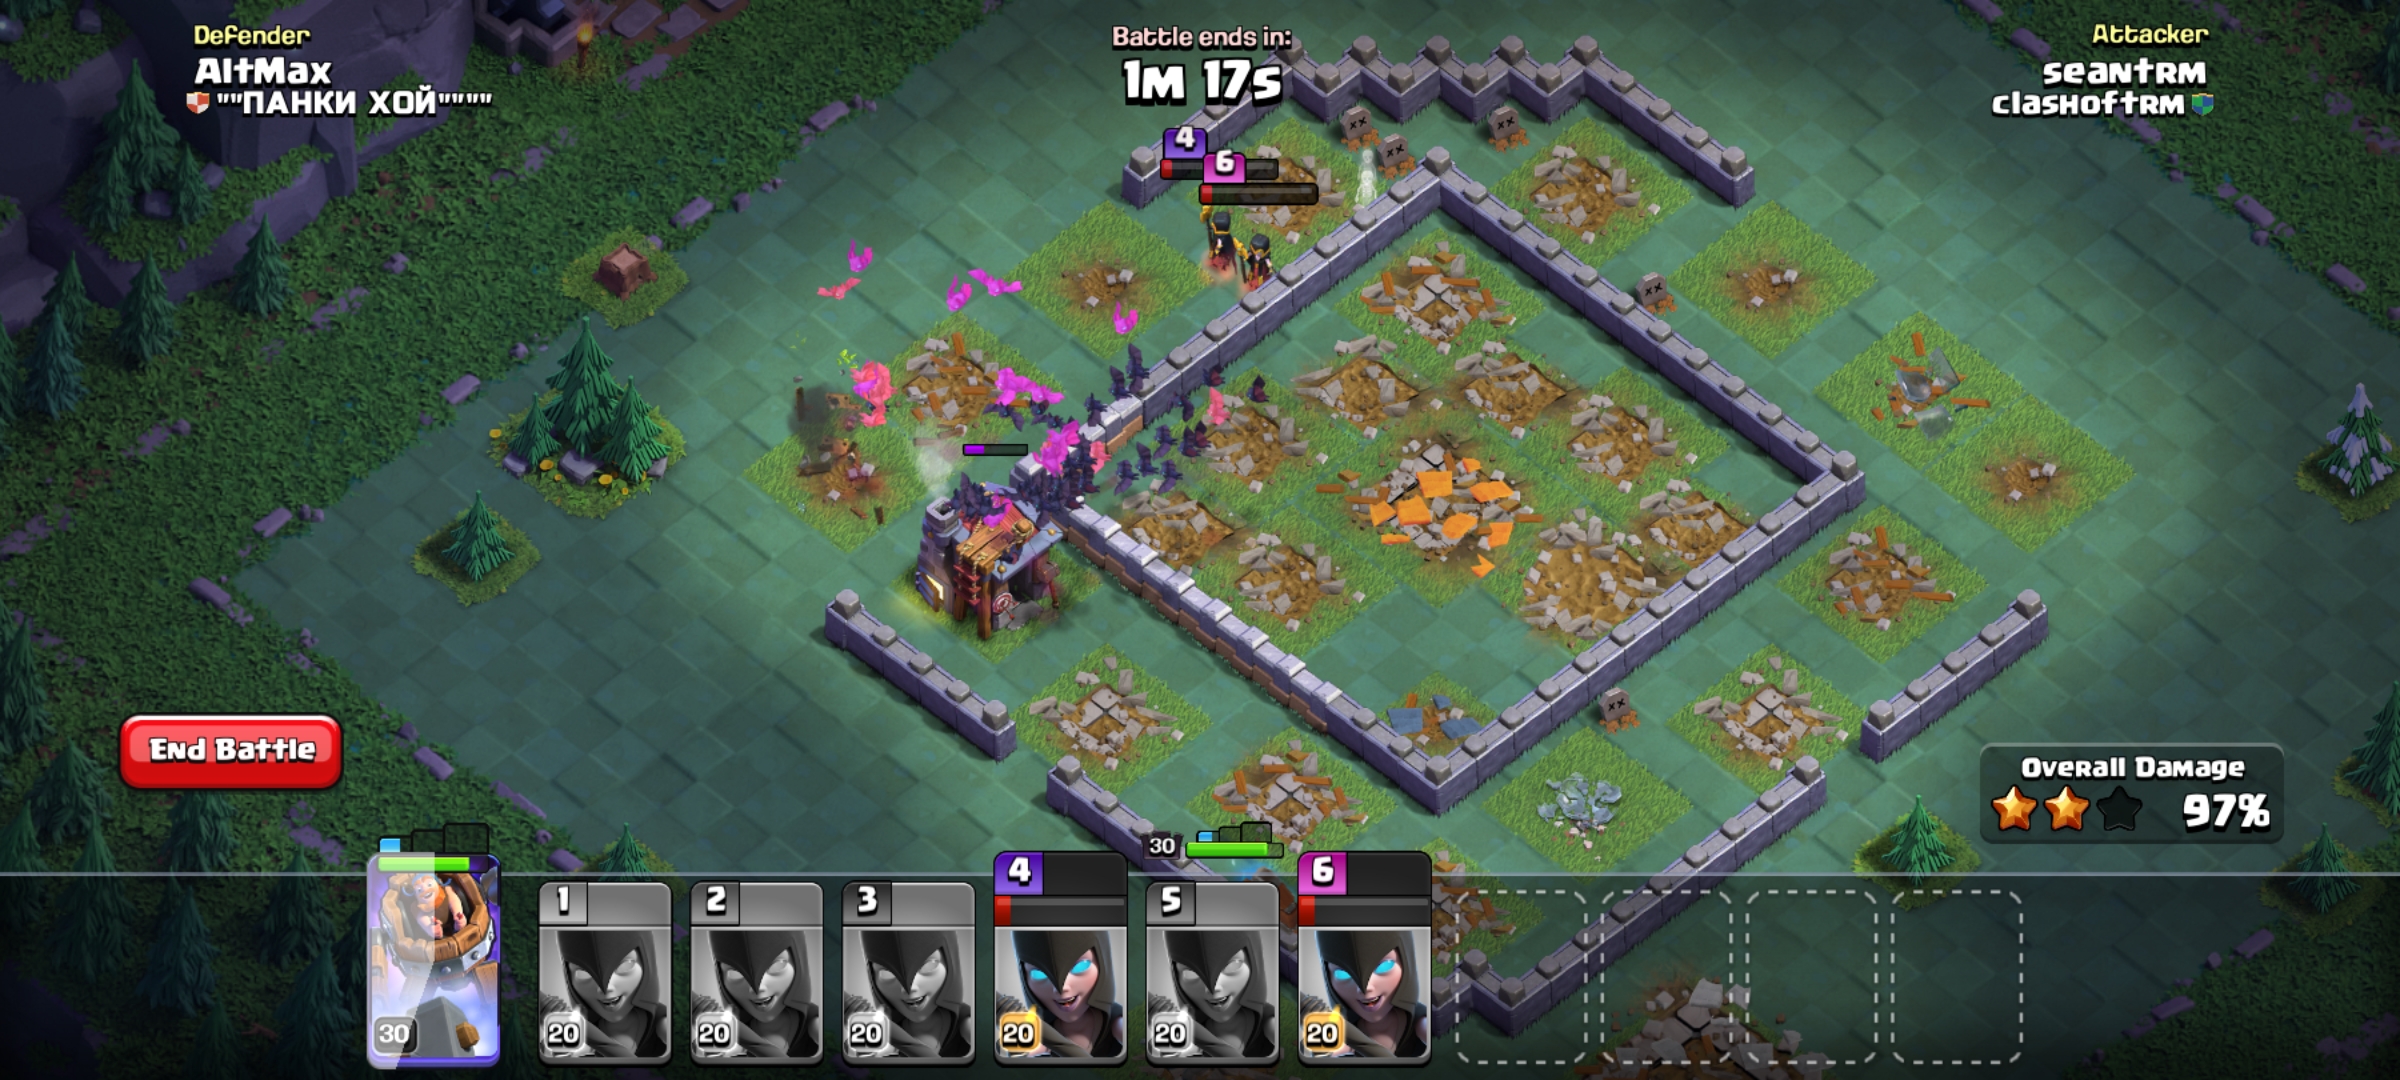 Defender
AltMax
""ПАНКИ ХОЙ""""
Battle ends in:
1M 17s
Attacker
seantRM
clashoftRM
4
6
End Battle
Overall Damage
97%
30
30
1
20
2
20
3
20
4
20
5
20
6
20